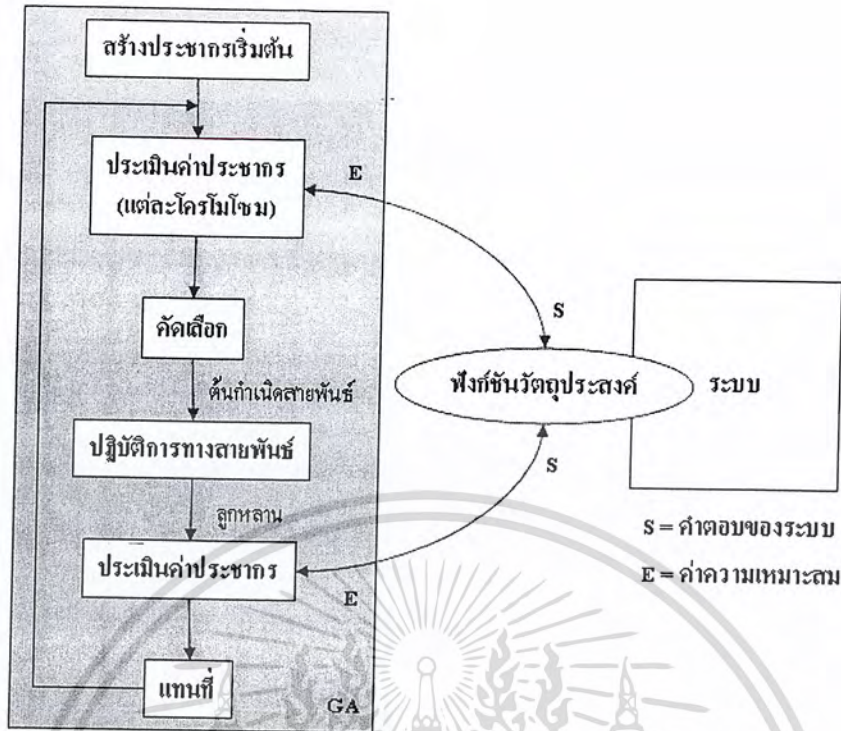 สร้างประชากรเริ่มต้น
ประเมินค่าประชากร
(แต่ละโครโมโซม)
E
คัดเลือก
S
ต้นกำเนิดสายพันธ์
ฟังก์ชันวัตถุประสงค์
ระบบ
ปฏิบัติการทางสายพันธ์
S
ลูกหลาน
S = คำตอบของระบบ
ประเมินค่าประชากร
E
E = ค่าความเหมาะสม
แทนที่
GA